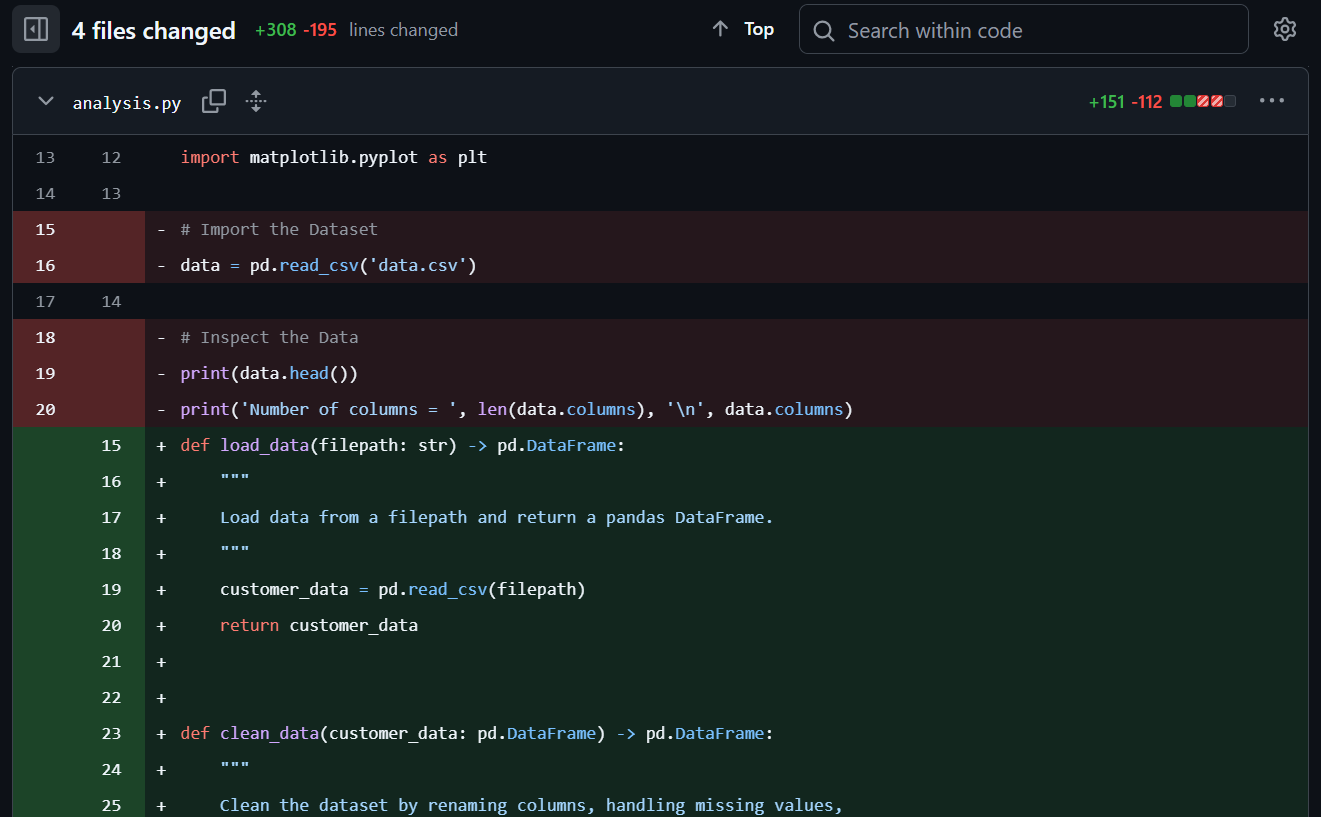 4 files changed +308 -195 lines changed Top Search within code
analysis.py +151 -112
13 12 import matplotlib.pyplot as plt
14 13
15 - # Import the Dataset
16 - data = pd.read_csv('data.csv')
17 14
18 - # Inspect the Data
19 - print(data.head())
20 - print('Number of columns = ', len(data.columns), '\n', data.columns)
15 + def load_data(filepath: str) -> pd.DataFrame:
16 + """
17 + Load data from a filepath and return a pandas DataFrame.
18 + """
19 + customer_data = pd.read_csv(filepath)
20 + return customer_data
21 +
22 +
23 + def clean_data(customer_data: pd.DataFrame) -> pd.DataFrame:
24 + """
25 + Clean the dataset by renaming columns, handling missing values,